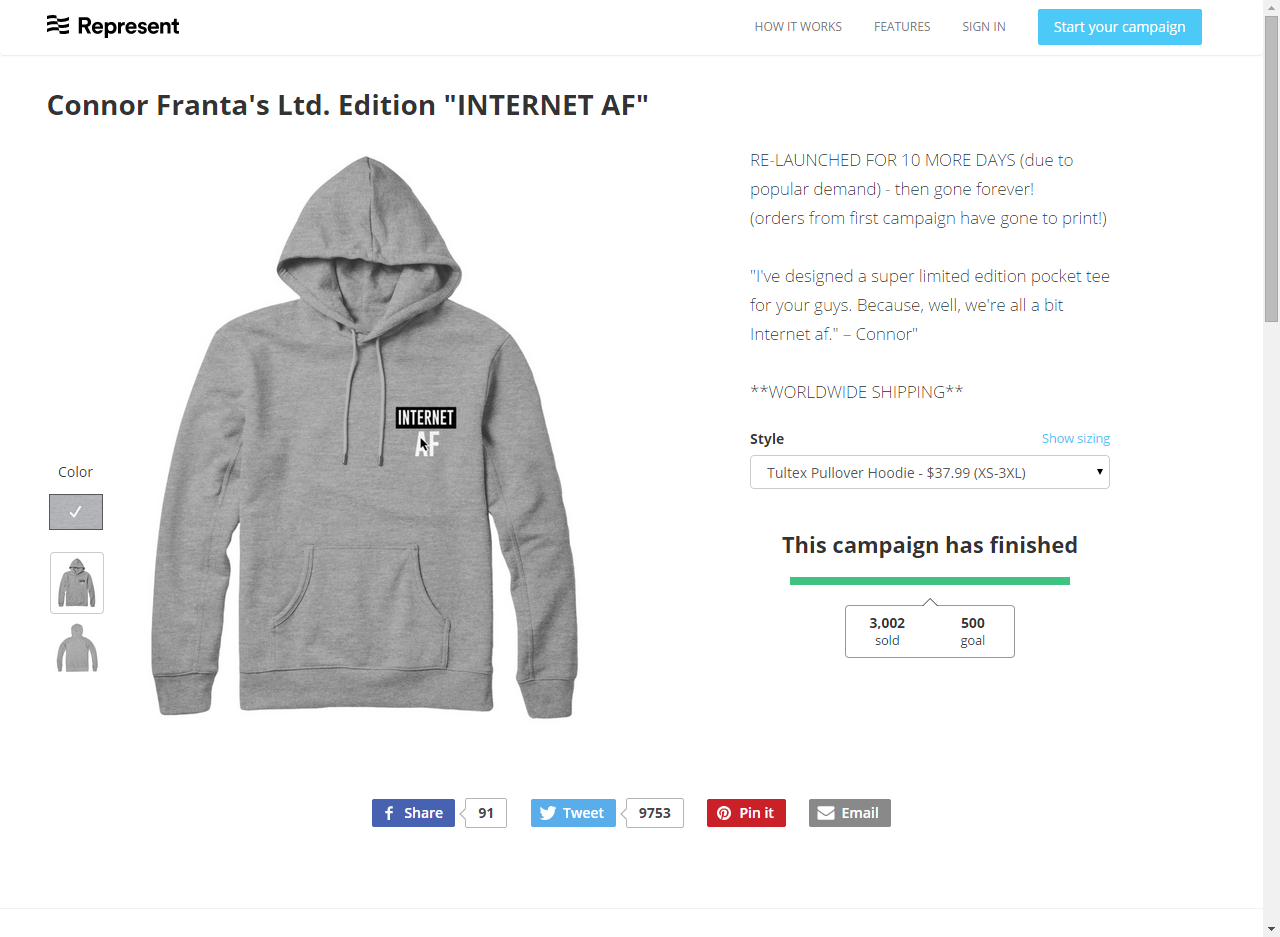 Represent
HOW IT WORKS
FEATURES
SIGN IN
Start your campaign
Connor Franta's Ltd. Edition "INTERNET AF"
RE-LAUNCHED FOR 10 MORE DAYS (due to
popular demand) - then gone forever!
(orders from first campaign have gone to print!)
"I've designed a super limited edition pocket tee
for your guys. Because, well, we're all a bit
Internet af." – Connor"
**WORLDWIDE SHIPPING**
INTERNET
AF
Style
Show sizing
Tultex Pullover Hoodie - $37.99 (XS-3XL)
Color
This campaign has finished
3,002
sold
500
goal
Share
91
Tweet
9753
Pin it
Email